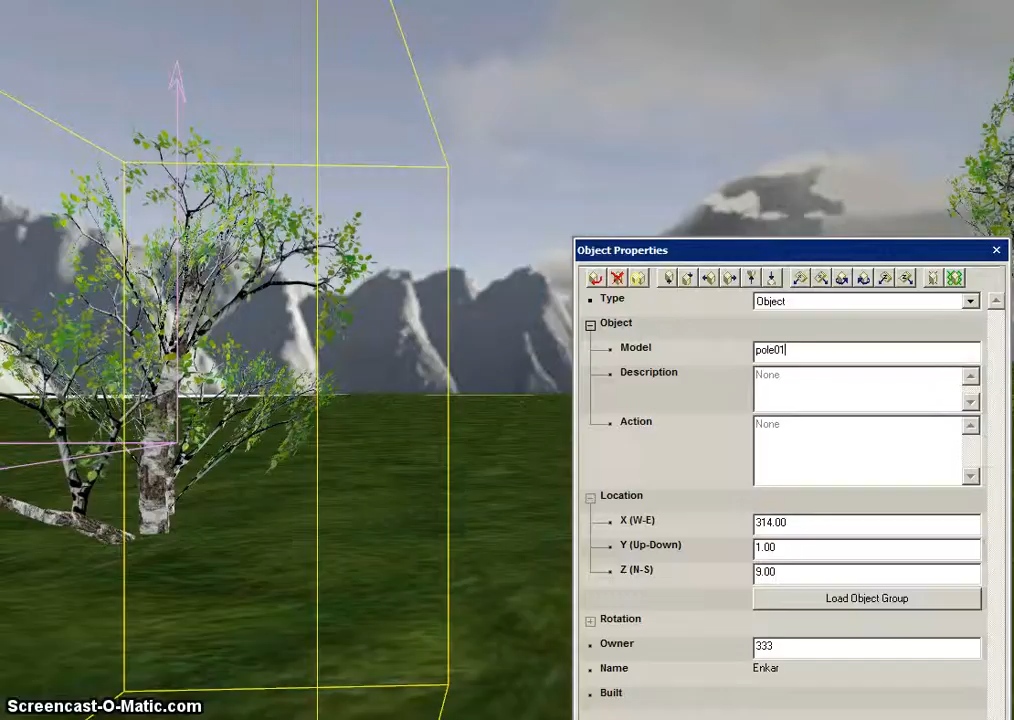 Object Properties
Type
Object
Object
Model
pole01
Description
None
Action
None
Location
X (W-E)
314.00
Y (Up-Down)
1.00
Z (N-S)
9.00
Load Object Group
Rotation
Owner
333
Name
Enkar
Built
Screencast-O-Matic.com